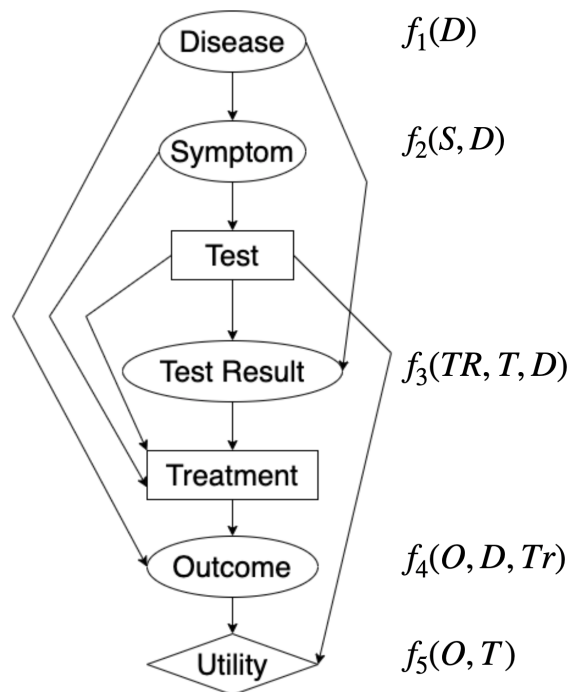 Disease f₁(D)
Symptom f₂(S, D)
Test
Test Result f₃(TR, T, D)
Treatment
Outcome f₄(O, D, Tr)
Utility f₅(O, T)